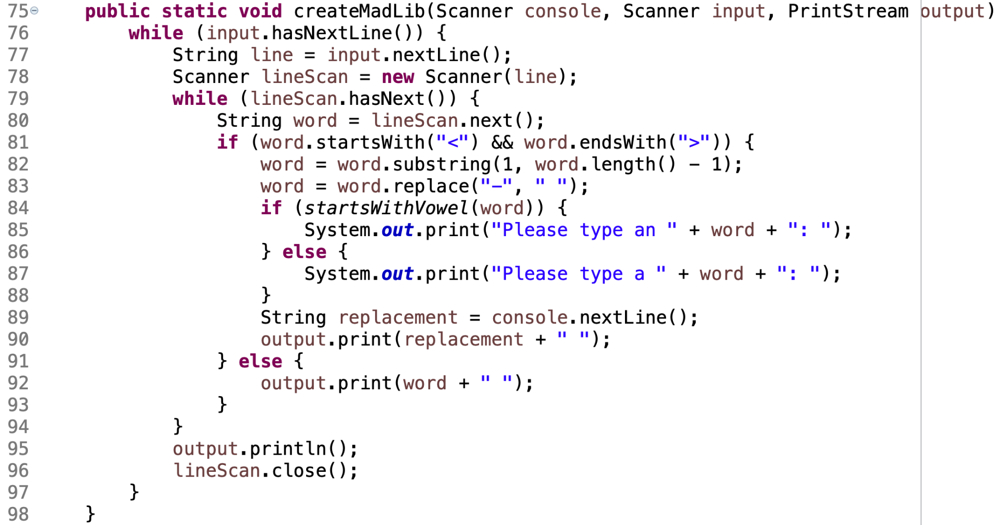 75 public static void createMadLib(Scanner console, Scanner input, PrintStream output)
76 while (input.hasNextLine()) {
77 String line = input.nextLine();
78 Scanner lineScan = new Scanner(line);
79 while (lineScan.hasNext()) {
80 String word = lineScan.next();
81 if (word.startsWith("<") && word.endsWith(">")) {
82 word = word.substring(1, word.length() - 1);
83 word = word.replace("-", " ");
84 if (startsWithVowel(word)) {
85 System.out.print("Please type an " + word + ": ");
86 } else {
87 System.out.print("Please type a " + word + ": ");
88 }
89 String replacement = console.nextLine();
90 output.print(replacement + " ");
91 } else {
92 output.print(word + " ");
93 }
94 }
95 output.println();
96 lineScan.close();
97 }
98 }